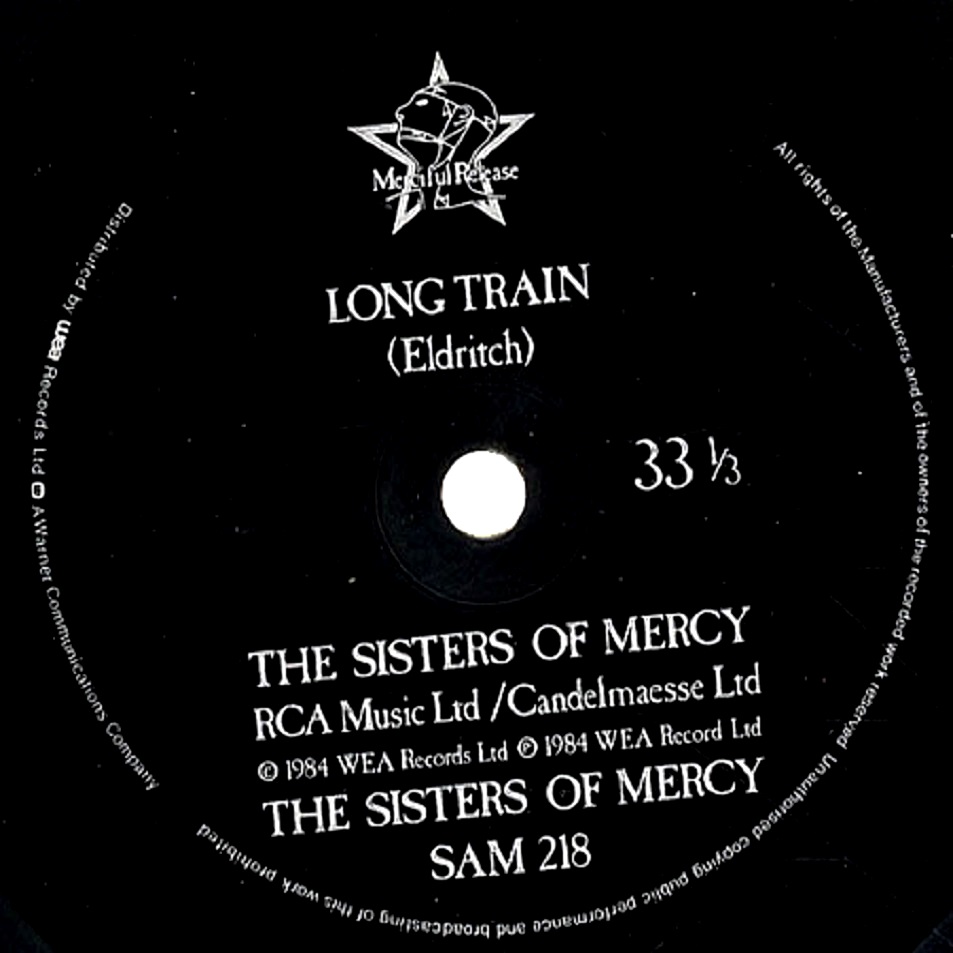 Merciful Release
LONG TRAIN
(Eldritch)
33 1/3
THE SISTERS OF MERCY
RCA Music Ltd /Candelmaesse Ltd
© 1984 WEA Records Ltd ℗ 1984 WEA Record Ltd
THE SISTERS OF MERCY
SAM 218
Distributed by wea Records Ltd A Warner Communications Company
All rights of the Manufacturers and of the owners of the recorded work reserved Unauthorised copying public performance and broadcasting of this work prohibited